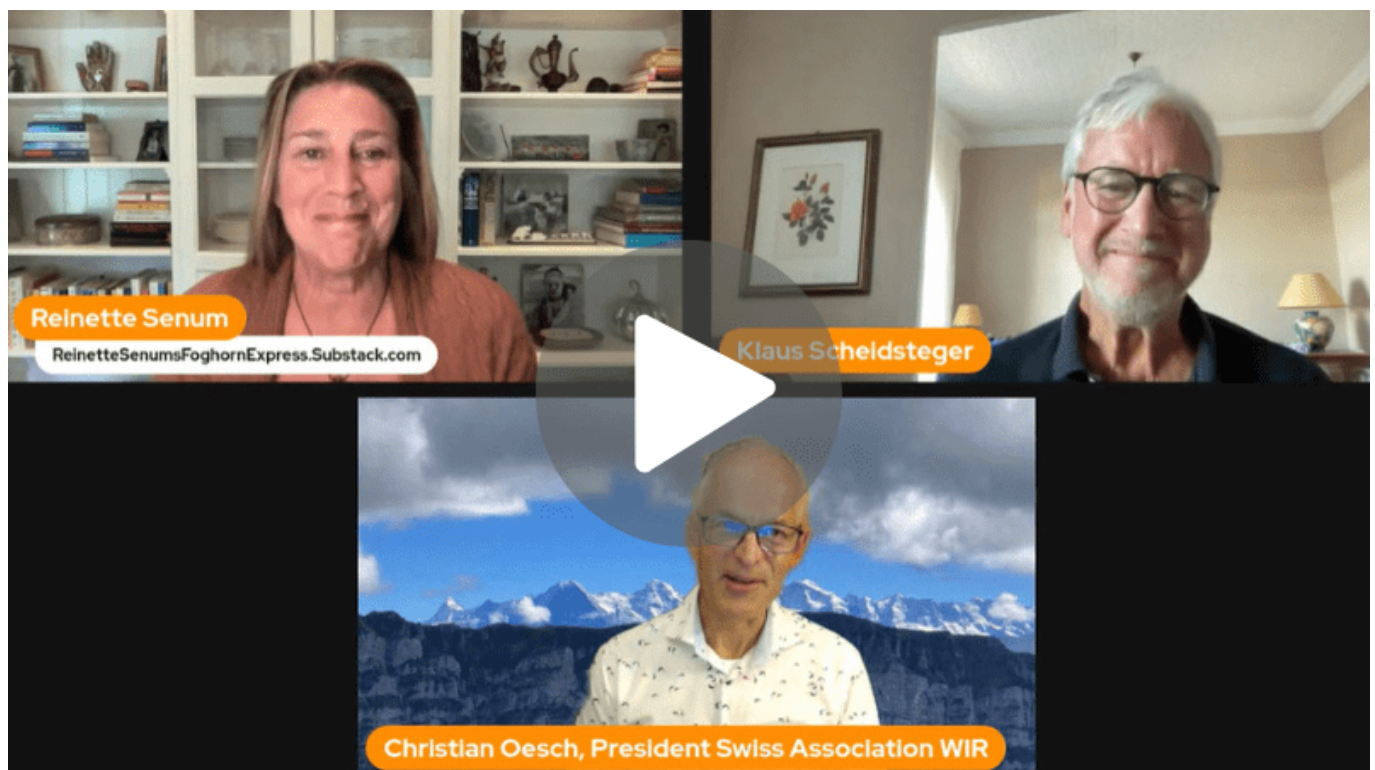 Reinette Senum
ReinetteSenumsFoghornExpress.Substack.com
Klaus Scheidsteger
Christian Oesch, President Swiss Association WIR